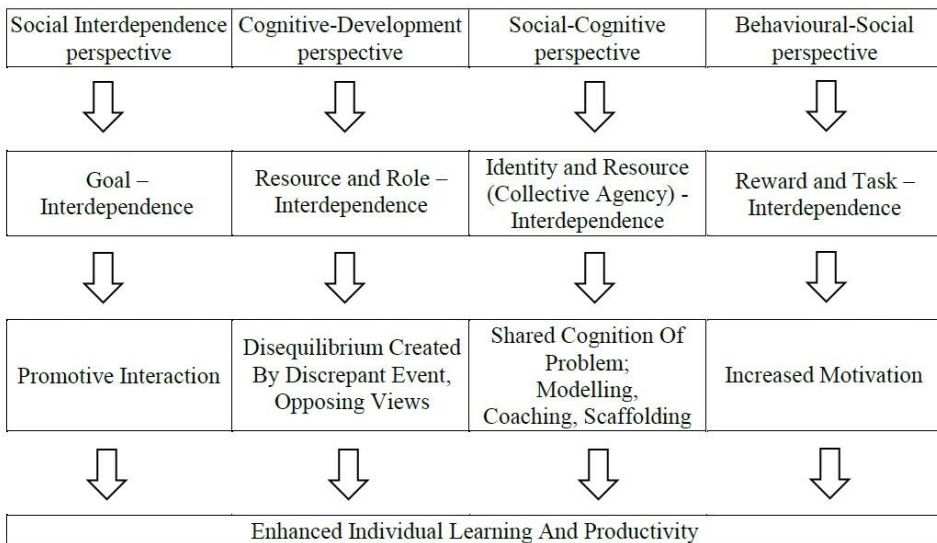 Social Interdependence
perspective
Cognitive-Development
perspective
Social-Cognitive
perspective
Behavioural-Social
perspective
Goal –
Interdependence
Resource and Role –
Interdependence
Identity and Resource
(Collective Agency) -
Interdependence
Reward and Task –
Interdependence
Promotive Interaction
Disequilibrium Created
By Discrepant Event,
Opposing Views
Shared Cognition Of
Problem;
Modelling,
Coaching, Scaffolding
Increased Motivation
Enhanced Individual Learning And Productivity